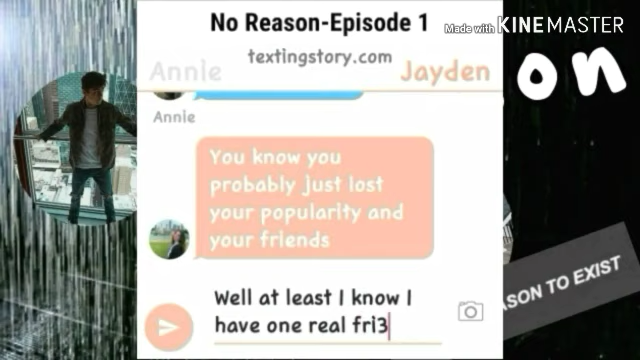 No Reason-Episode 1
Made with KINEMASTER
textingstory.com
Annie
Jayden
on
Annie
You know you
probably just lost
your popularity and
your friends
SON TO EXIST
Well at least I know I
have one real fri3